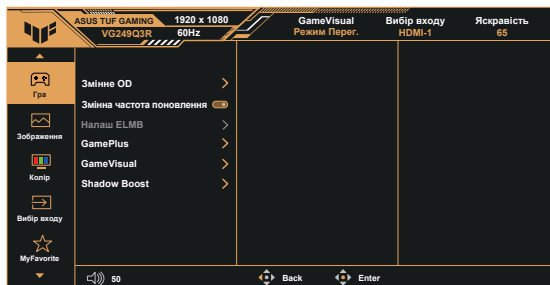 ASUS TUF GAMING
VG249Q3R
1920 x 1080
60Hz
GameVisual
Режим Перег.
Вибір входу
HDMI-1
Яскравість
65
Гра
Зображення
Колір
Вибір входу
MyFavorite
Змінне OD
Змінна частота поновлення
Налаш ELMB
GamePlus
GameVisual
Shadow Boost
50
Back
Enter